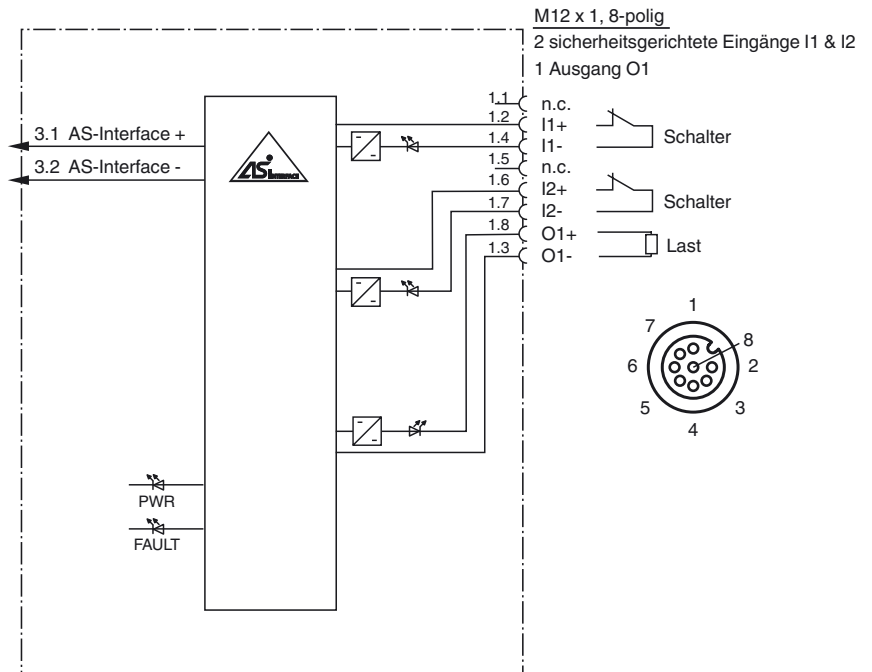 M12 x 1, 8-polig
2 sicherheitsgerichtete Eingänge I1 & I2
1 Ausgang O1
1.1 n.c.
1.2 I1+
1.4 I1-
Schalter
1.5 n.c.
1.6 I2+
1.7 I2-
Schalter
1.8 O1+
1.3 O1-
Last
3.1 AS-Interface +
3.2 AS-Interface -
AS INTERFACE
PWR
FAULT
1
7
8
6
2
5
3
4